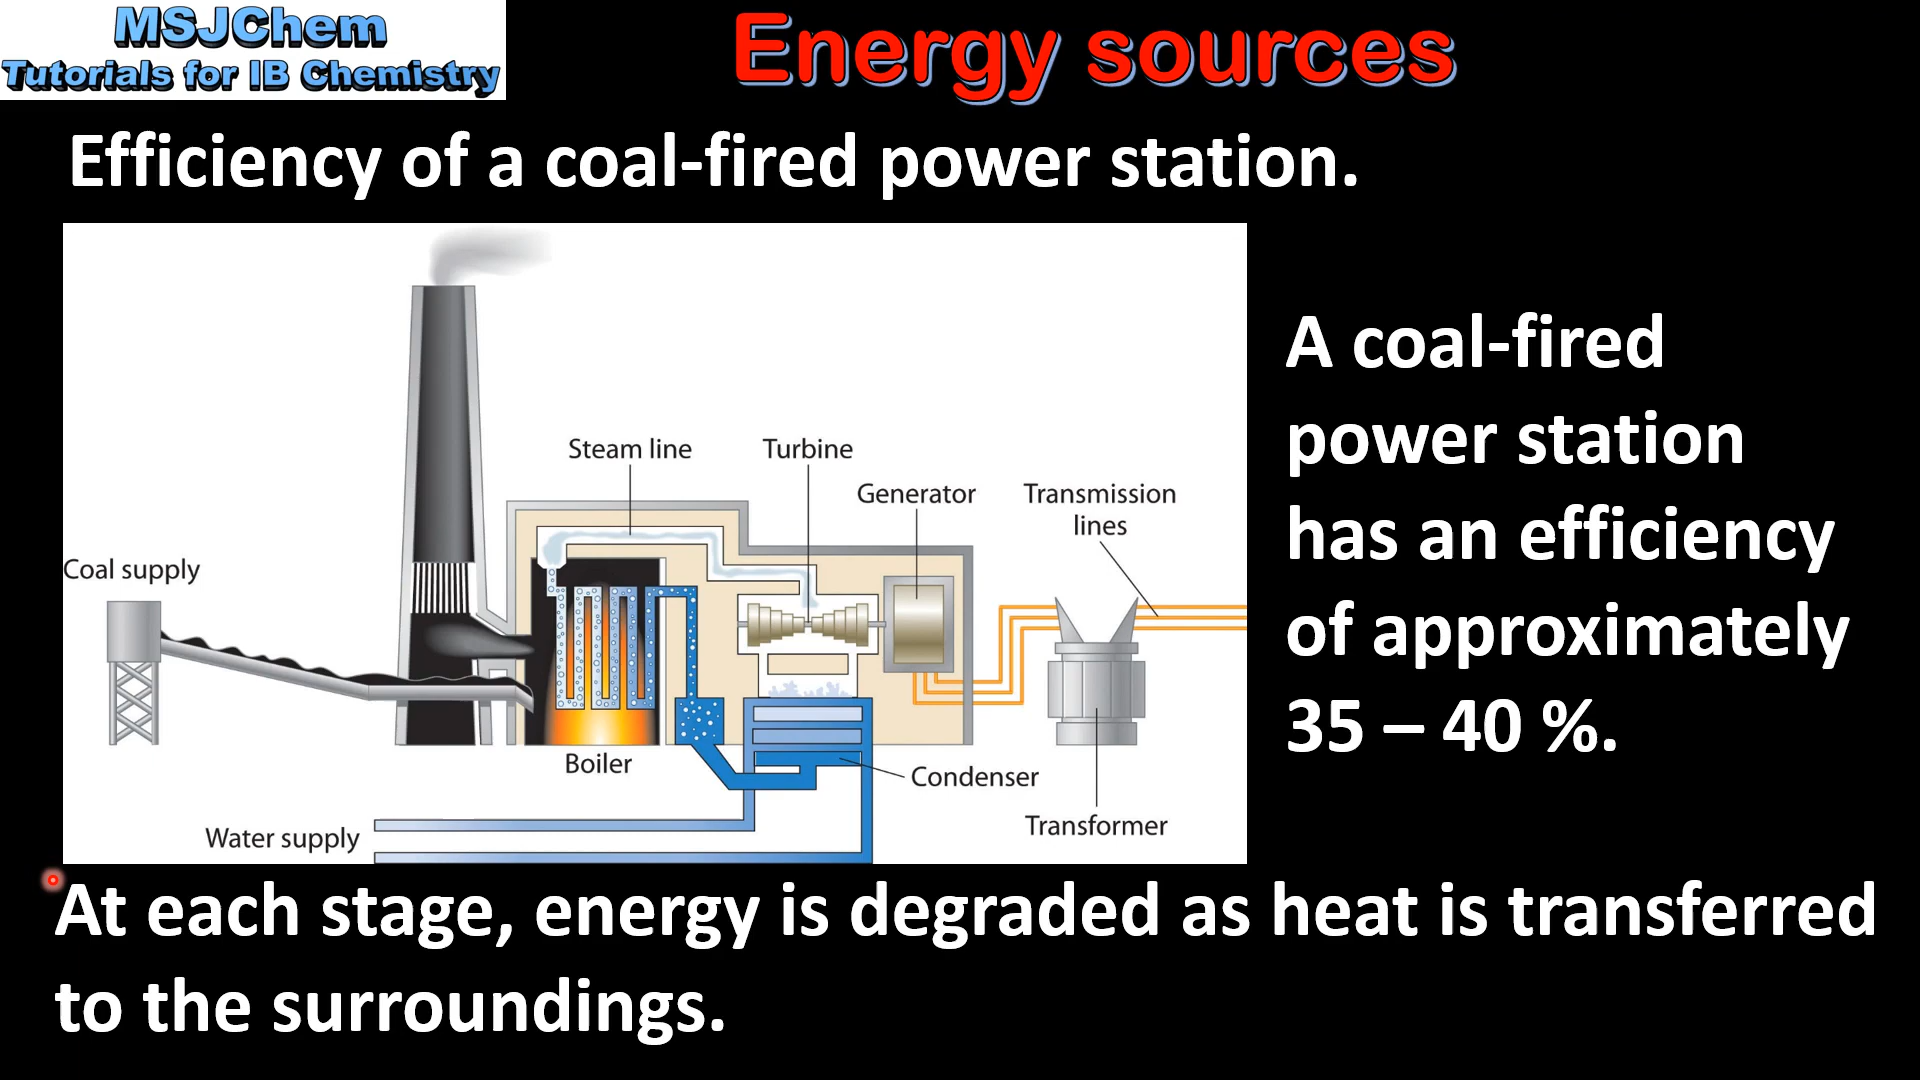 MSJChem
Tutorials for IB Chemistry
Energy sources
Efficiency of a coal-fired power station.
Steam line
Turbine
Generator
Transmission
lines
Coal supply
Boiler
Condenser
Water supply
Transformer
A coal-fired
power station
has an efficiency
of approximately
35 – 40 %.
At each stage, energy is degraded as heat is transferred
to the surroundings.